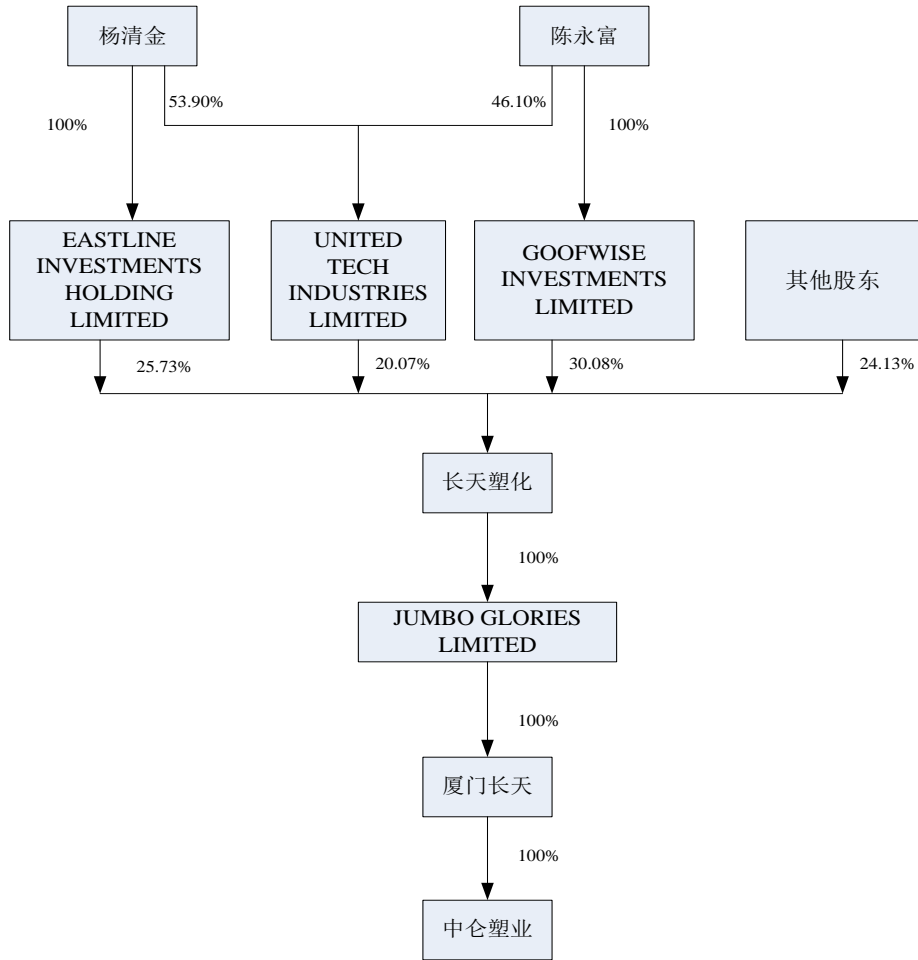 杨清金
陈永富
53.90%
46.10%
100%
100%
EASTLINE
INVESTMENTS
HOLDING
LIMITED
UNITED
TECH
INDUSTRIES
LIMITED
GOOFWISE
INVESTMENTS
LIMITED
其他股东
25.73%
20.07%
30.08%
24.13%
长天塑化
100%
JUMBO GLORIES
LIMITED
100%
厦门长天
100%
中仑塑业